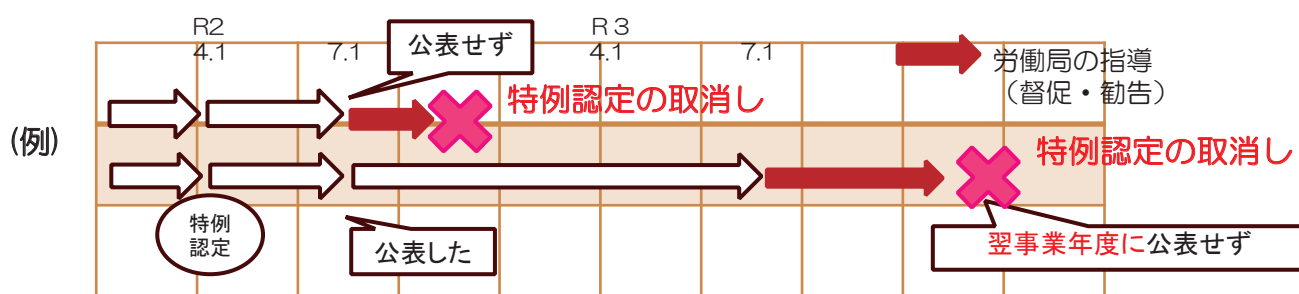 R2
4.1
7.1
公表せず
R3
4.1
7.1
労働局の指導
（督促・勧告）
特例認定の取消し
(例)
特例認定の取消し
特例
認定
公表した
翌事業年度に公表せず